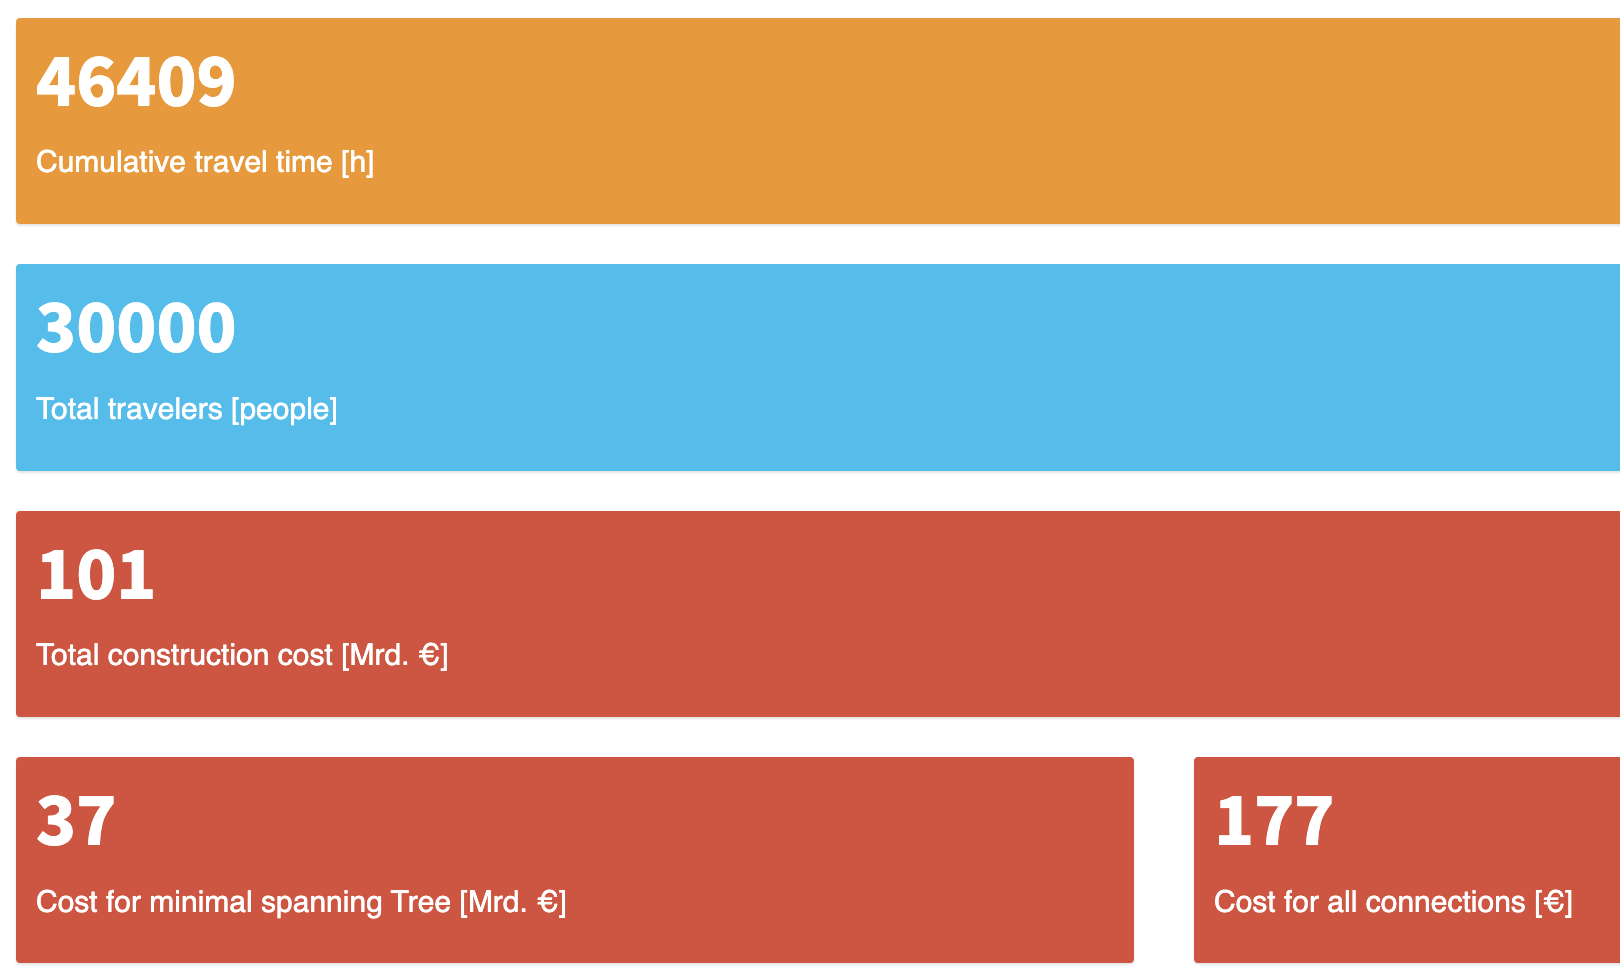 46409
Cumulative travel time [h]
30000
Total travelers [people]
101
Total construction cost [Mrd. €]
37
Cost for minimal spanning Tree [Mrd. €]
177
Cost for all connections [€]